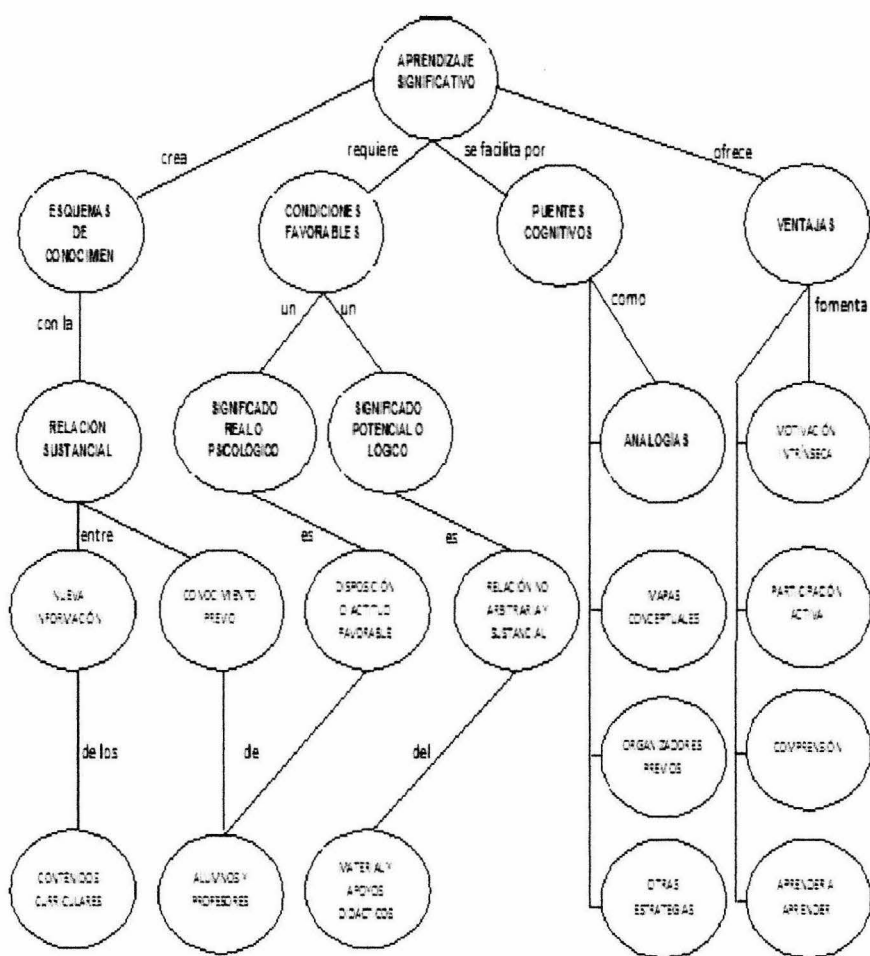 APRENDIZAJE
SIGNIFICATIVO
crea
requiere
se facilita por
ofrece
ESQUEMAS
DE
CONOCIMIEN
CONDICIONES
FAVORABLES
PUENTES
COGNITIVOS
VENTAJAS
con la
un
un
como
fomenta
RELACIÓN
SUSTANCIAL
SIGNIFICADO
REAL O
PSICOLÓGICO
SIGNIFICADO
POTENCIAL O
LÓGICO
ANALOGÍAS
MOTIVACIÓN
INTRÍNSECA
entre
es
es
NUEVA
INFORMACIÓN
CONOCIMIENTO
PREVIO
DISPOSICIÓN
O ACTITUD
FAVORABLE
RELACIÓN NO
ARBITRARIA Y
SUSTANCIAL
MAPAS
CONCEPTUALES
PARTICIPACIÓN
ACTIVA
de los
de
del
ORGANIZADORES
PREVIOS
COMPRENSIÓN
CONTENIDOS
CURRICULARES
ALUMNOS Y
PROFESORES
MATERIAL Y
APOYOS
DIDACTICOS
OTRAS
ESTRATEGIAS
APRENDER A
APRENDER